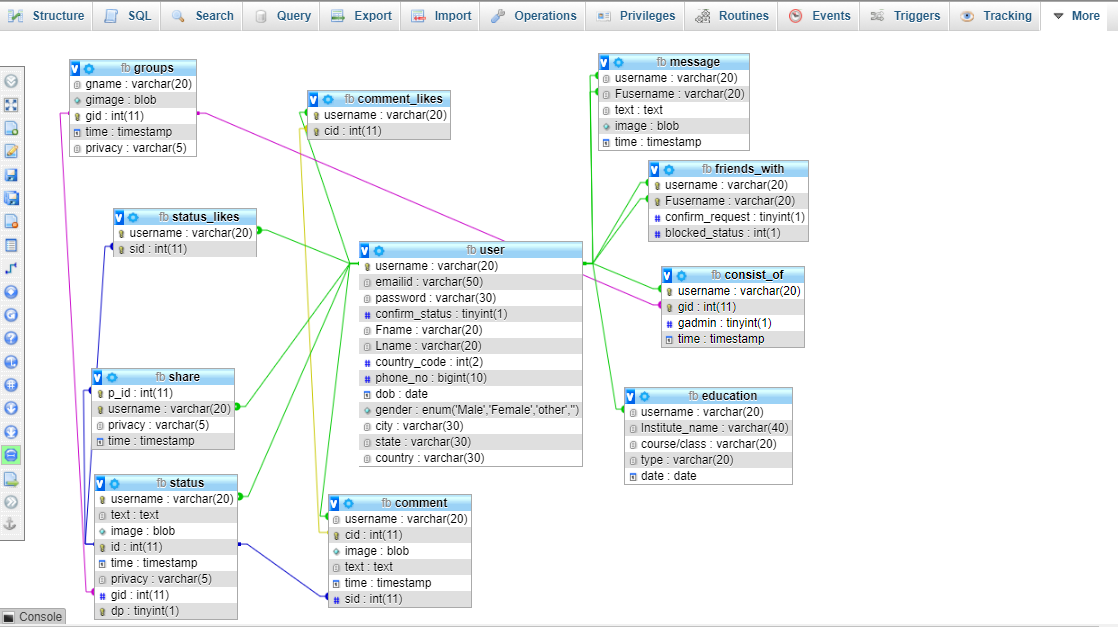 Structure SQL Search Query Export Import Operations Privileges Routines Events Triggers Tracking More
fb groups
gname : varchar(20)
gimage : blob
gid : int(11)
time : timestamp
privacy : varchar(5)
fb comment_likes
username : varchar(20)
cid : int(11)
fb message
username : varchar(20)
Fusername : varchar(20)
text : text
image : blob
time : timestamp
fb friends_with
username : varchar(20)
Fusername : varchar(20)
confirm_request : tinyint(1)
blocked_status : int(1)
fb status_likes
username : varchar(20)
sid : int(11)
fb user
username : varchar(20)
emailid : varchar(50)
password : varchar(30)
confirm_status : tinyint(1)
Fname : varchar(20)
Lname : varchar(20)
country_code : int(2)
phone_no : bigint(10)
dob : date
gender : enum('Male','Female','other','')
city : varchar(30)
state : varchar(30)
country : varchar(30)
fb consist_of
username : varchar(20)
gid : int(11)
gadmin : tinyint(1)
time : timestamp
fb share
p_id : int(11)
username : varchar(20)
privacy : varchar(5)
time : timestamp
fb education
username : varchar(20)
Institute_name : varchar(40)
course/class : varchar(20)
type : varchar(20)
date : date
fb status
username : varchar(20)
text : text
image : blob
id : int(11)
time : timestamp
privacy : varchar(5)
gid : int(11)
dp : tinyint(1)
fb comment
username : varchar(20)
cid : int(11)
image : blob
text : text
time : timestamp
sid : int(11)
Console